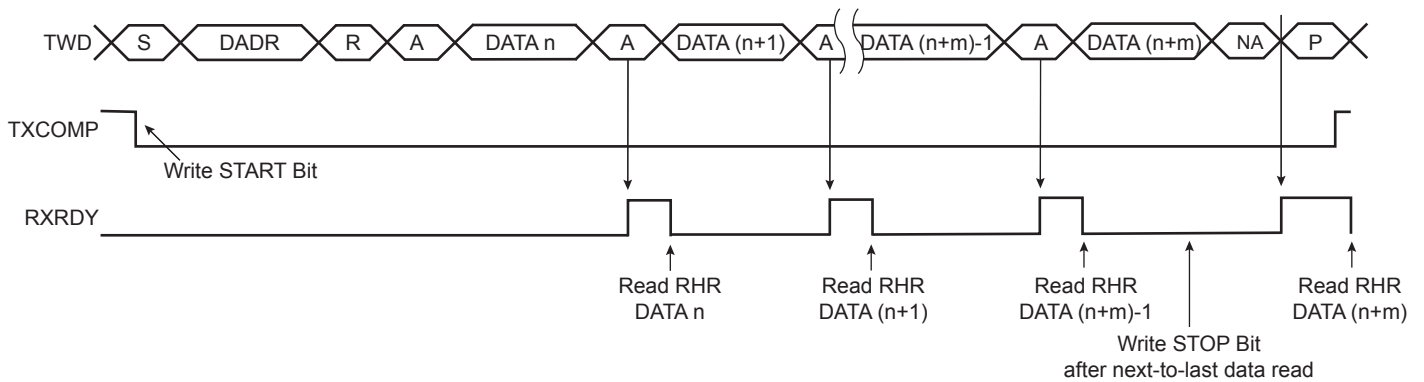 TWD S DADR R A DATA n A DATA (n+1) A DATA (n+m)-1 A DATA (n+m) NA P
TXCOMP
Write START Bit
RXRDY
Read RHR Read RHR Read RHR Read RHR
DATA n DATA (n+1) DATA (n+m)-1 DATA (n+m)
Write STOP Bit
after next-to-last data read